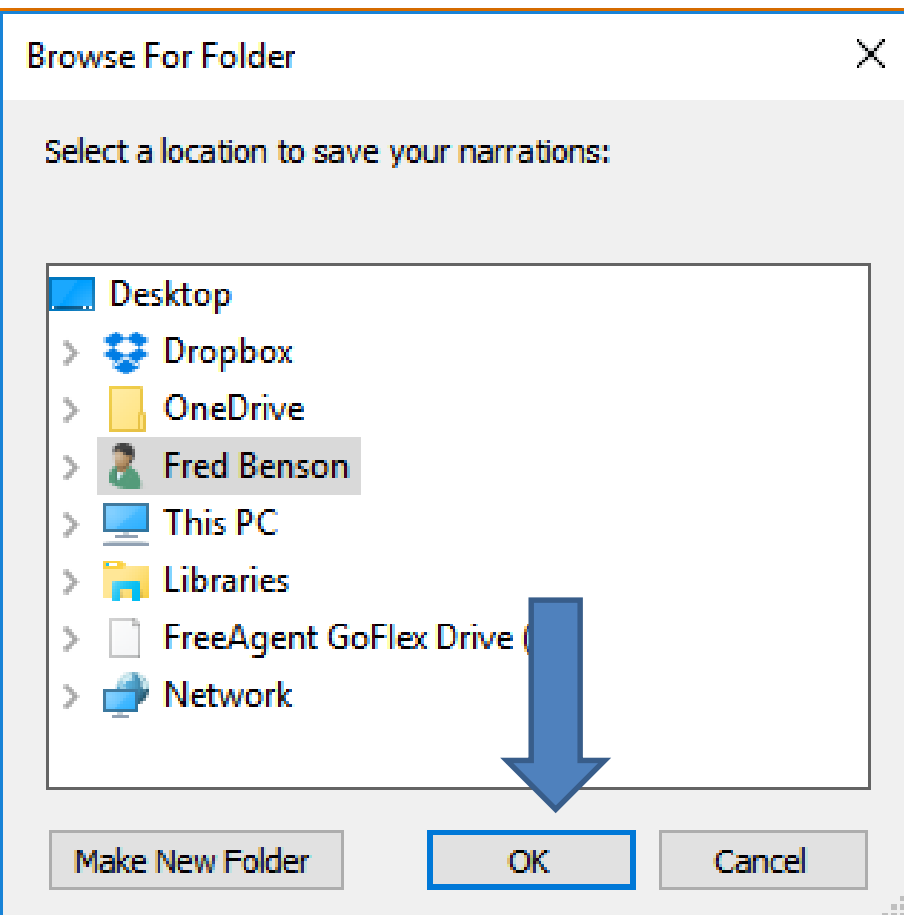 Browse For Folder
Select a location to save your narrations:
Desktop
Dropbox
OneDrive
Fred Benson
This PC
Libraries
FreeAgent GoFlex Drive (
Network
Make New Folder OK Cancel